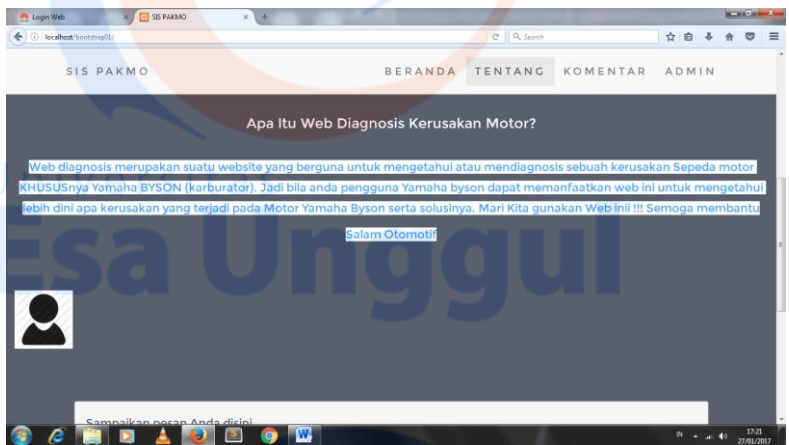 Login Web
SIS PAKMO
localhost/bootstrap01/
Search
SIS PAKMO
BERANDA TENTANG KOMENTAR ADMIN
Apa Itu Web Diagnosis Kerusakan Motor?
Web diagnosis merupakan suatu website yang berguna untuk mengetahui atau mendiagnosis sebuah kerusakan Sepeda motor
KHUSUSnya Yamaha BYSON (karburator). Jadi bila anda pengguna Yamaha byson dapat memanfaatkan web ini untuk mengetahui
lebih dini apa kerusakan yang terjadi pada Motor Yamaha Byson serta solusinya. Mari Kita gunakan Web inii !!! Semoga membantu
Salam Otomotif
Universitas
Esa Unggul
Sampaikan pesan Anda disini
IN
17:21
27/01/2017